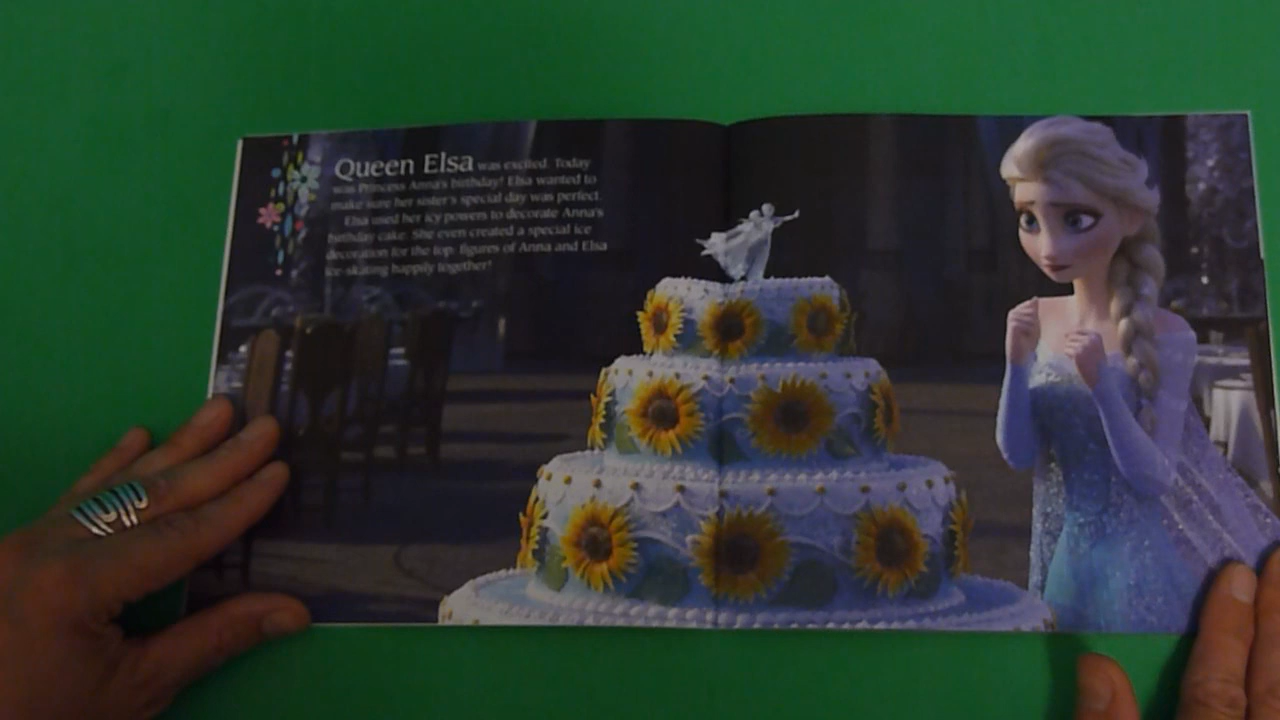 Queen Elsa was excited. Today
was Princess Anna's birthday! Elsa wanted to
make sure her sister's special day was perfect.
Elsa used her icy powers to decorate Anna's
birthday cake. She even created a special ice
decoration for the top: figures of Anna and Elsa
ice-skating happily together!